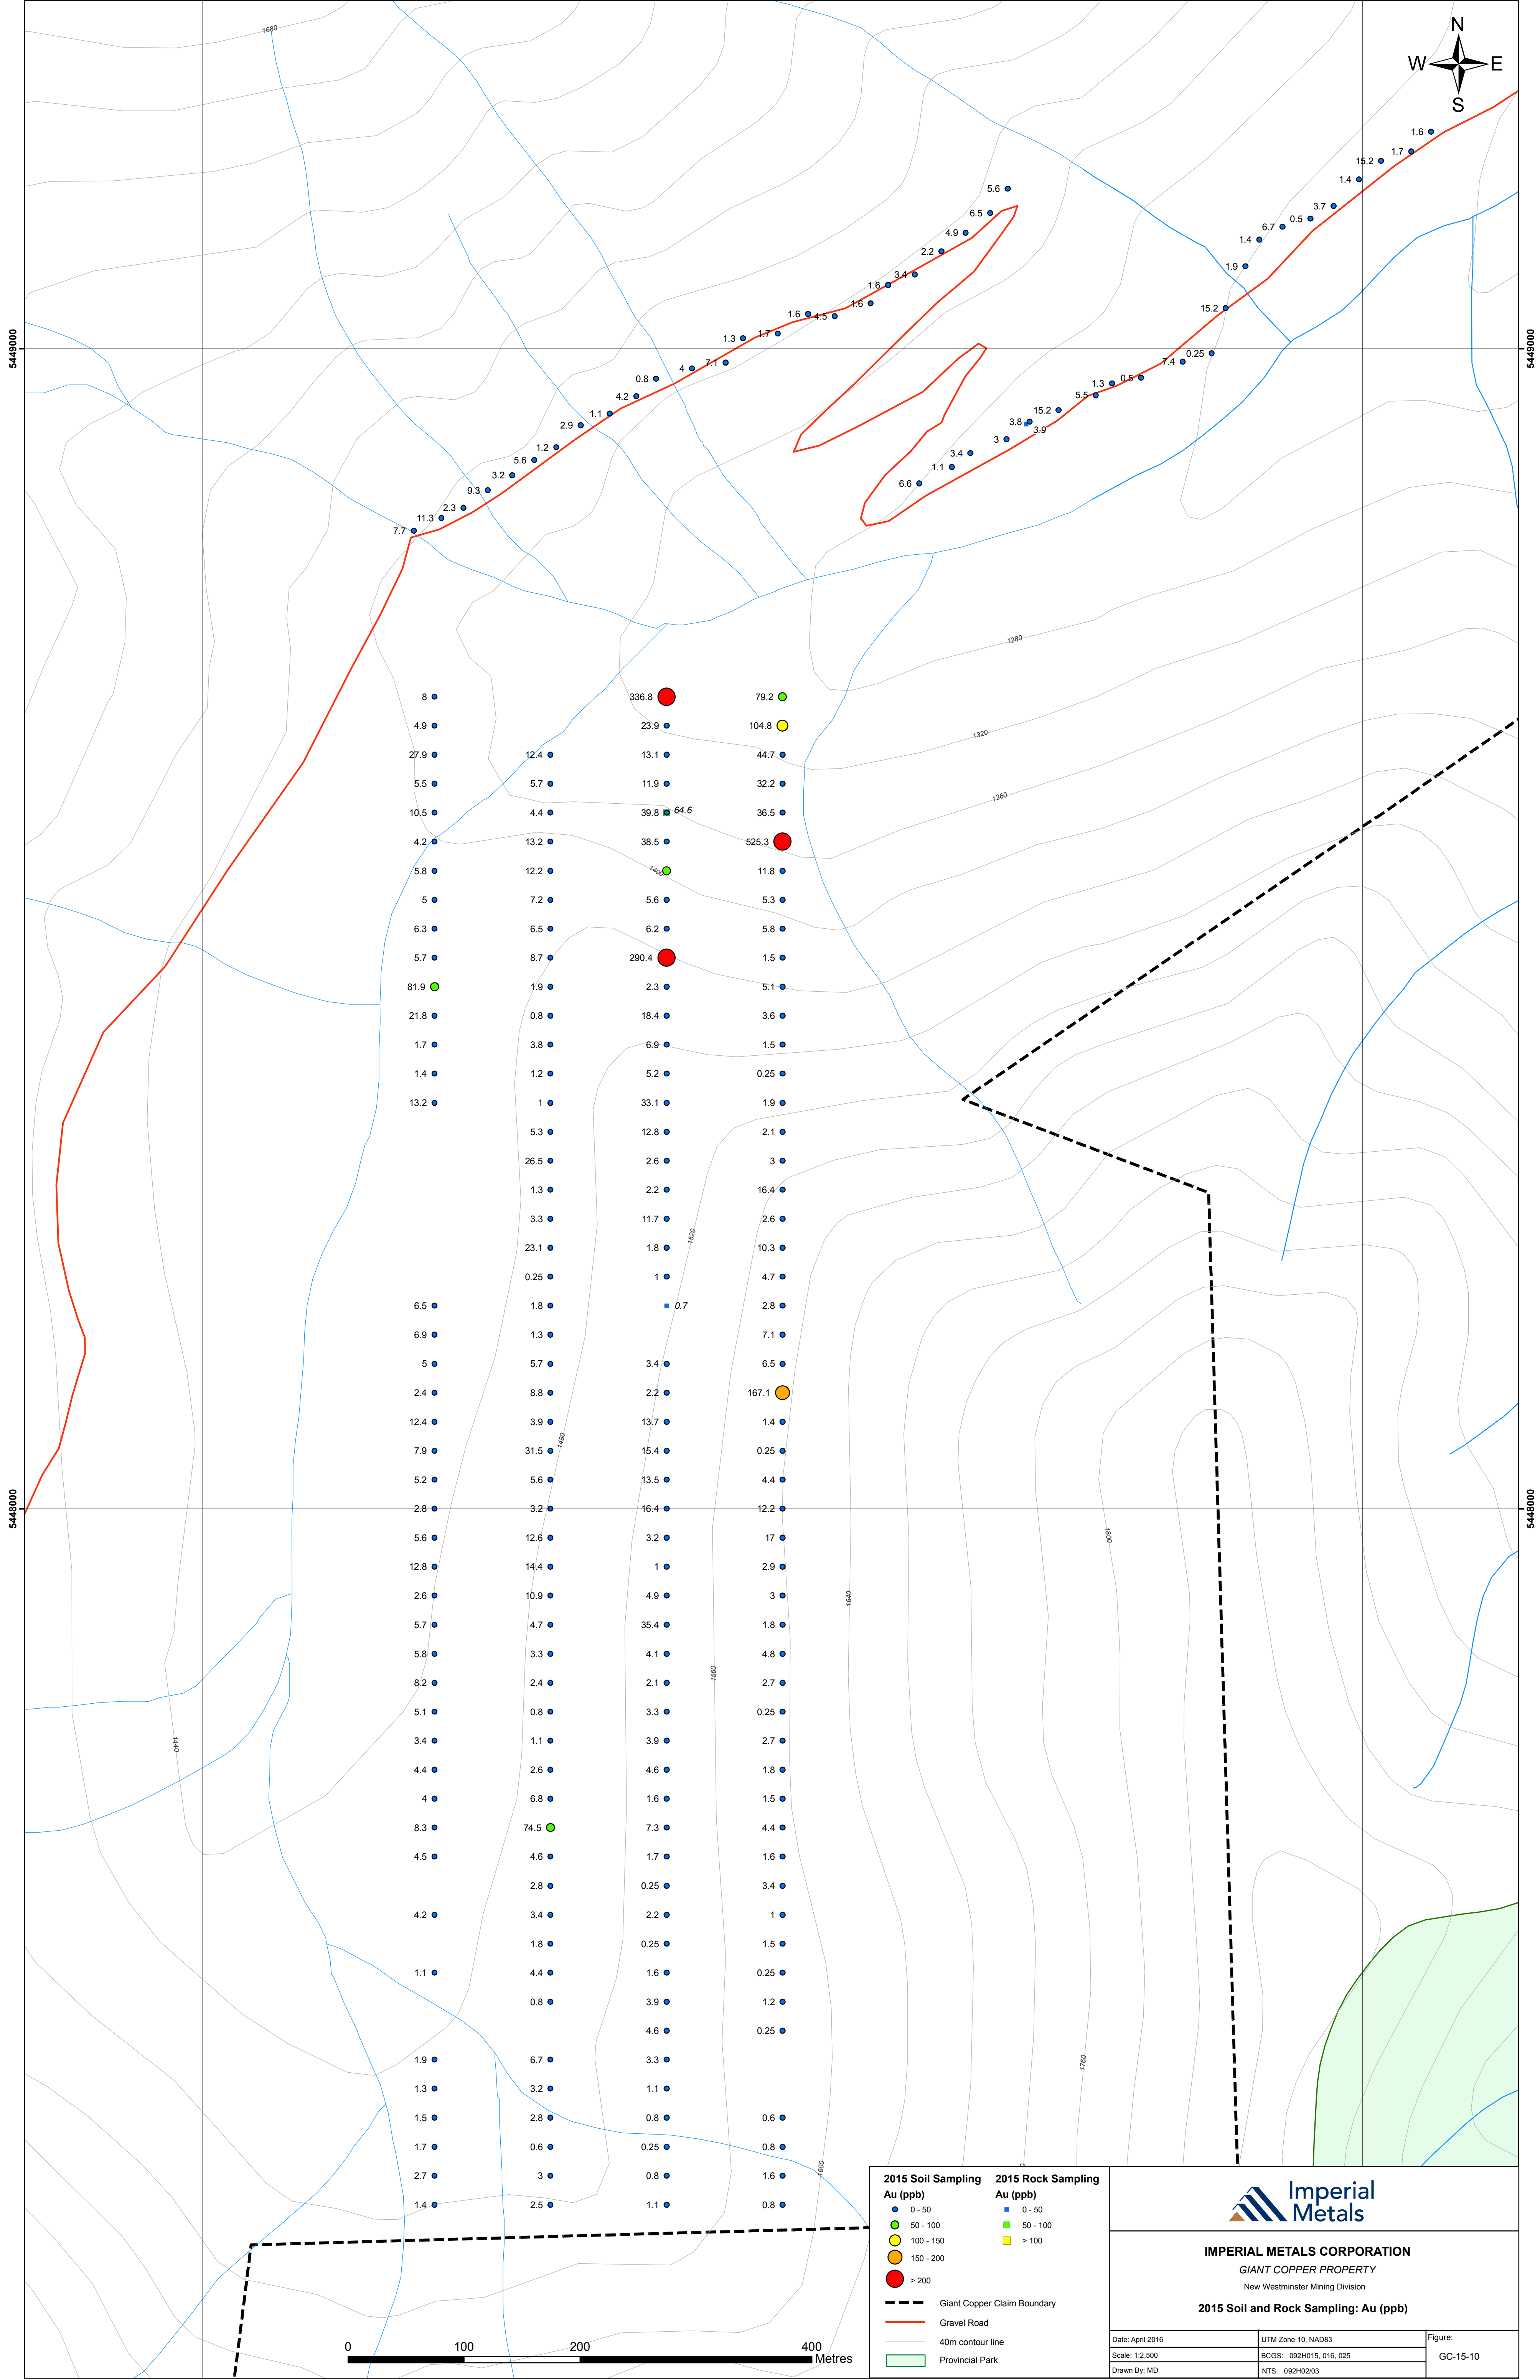 N
W E
S
1680
1.6
1.7
15.2
1.4
3.7
0.5
6.7
1.4
1.9
15.2
0.25
7.4
0.5
1.3
5.5
15.2
3.8
3.9
3
3.4
1.1
6.6
5.6
6.5
4.9
2.2
3.4
1.6
1.6
4.5
1.6
1.7
1.3
7.1
4
0.8
4.2
1.1
2.9
1.2
5.6
3.2
9.3
2.3
11.3
7.7
5449000 5449000
1280
8 336.8 79.2
4.9 23.9 104.8
1320
27.9 12.4 13.1 44.7
5.5 5.7 11.9 32.2
1360
10.5 4.4 39.8 64.6 36.5
4.2 13.2 38.5 525.3
5.8 12.2 1400 11.8
5 7.2 5.6 5.3
6.3 6.5 6.2 5.8
5.7 8.7 290.4 1.5
81.9 1.9 2.3 5.1
21.8 0.8 18.4 3.6
1.7 3.8 6.9 1.5
1.4 1.2 5.2 0.25
13.2 1 33.1 1.9
5.3 12.8 2.1
26.5 2.6 3
1.3 2.2 16.4
3.3 11.7 2.6
1520
23.1 1.8 10.3
0.25 1 4.7
6.5 1.8 0.7 2.8
6.9 1.3 7.1
5 5.7 3.4 6.5
2.4 8.8 2.2 167.1
12.4 3.9 13.7 1.4
1480
7.9 31.5 15.4 0.25
5.2 5.6 13.5 4.4
5448000 2.8 3.2 16.4 12.2 5448000
5.6 12.6 3.2 17
1800
12.8 14.4 1 2.9
2.6 10.9 4.9 3
1640
5.7 4.7 35.4 1.8
5.8 3.3 4.1 4.8
1560
8.2 2.4 2.1 2.7
5.1 0.8 3.3 0.25
1440
3.4 1.1 3.9 2.7
4.4 2.6 4.6 1.8
4 6.8 1.6 1.5
8.3 74.5 7.3 4.4
4.5 4.6 1.7 1.6
2.8 0.25 3.4
4.2 3.4 2.2 1
1.8 0.25 1.5
1.1 4.4 1.6 0.25
0.8 3.9 1.2
4.6 0.25
1.9 6.7 3.3
1760
1.3 3.2 1.1
1.5 2.8 0.8 0.6
1.7 0.6 0.25 0.8
1600
2.7 3 0.8 1.6
1.4 2.5 1.1 0.8
0 100 200 400
Metres
2015 Soil Sampling
Au (ppb)
0 - 50
50 - 100
100 - 150
150 - 200
> 200
2015 Rock Sampling
Au (ppb)
0 - 50
50 - 100
> 100
Giant Copper Claim Boundary
Gravel Road
40m contour line
Provincial Park
Imperial
Metals
IMPERIAL METALS CORPORATION
GIANT COPPER PROPERTY
New Westminster Mining Division
2015 Soil and Rock Sampling: Au (ppb)
Date: April 2016
Scale: 1:2,500
Drawn By: MD
UTM Zone 10, NAD83
BCGS: 092H015, 016, 025
NTS: 092H02/03
Figure:
GC-15-10